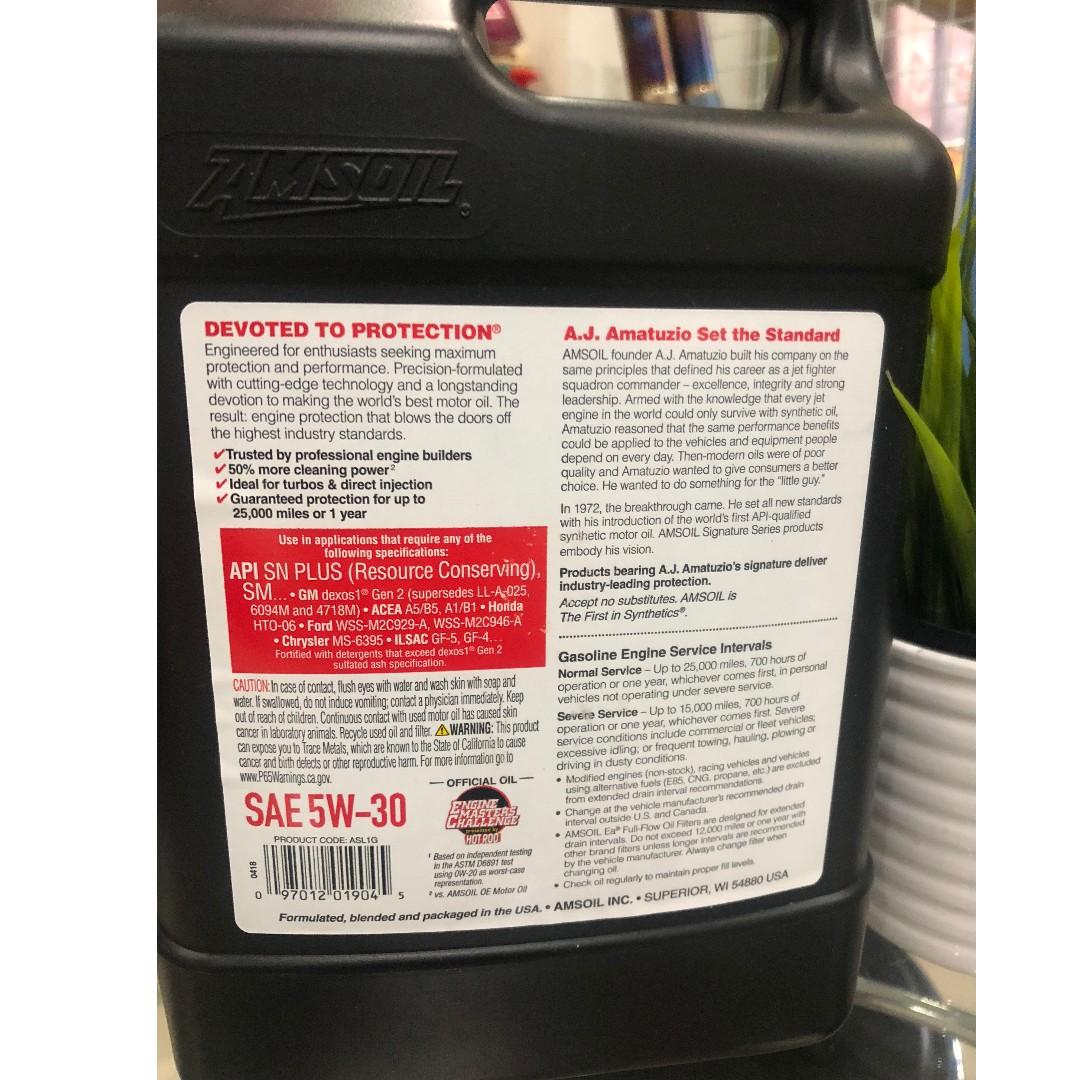 AMSOIL
DEVOTED TO PROTECTION®
Engineered for enthusiasts seeking maximum
protection and performance. Precision-formulated
with cutting-edge technology and a longstanding
devotion to making the world's best motor oil. The
result: engine protection that blows the doors off
the highest industry standards.
✔Trusted by professional engine builders
✔50% more cleaning power²
✔Ideal for turbos & direct injection
✔Guaranteed protection for up to
25,000 miles or 1 year
Use in applications that require any of the
following specifications:
API SN PLUS (Resource Conserving),
SM... • GM dexos1® Gen 2 (supersedes LL-A-025,
6094M and 4718M) • ACEA A5/B5, A1/B1 • Honda
HTO-06 • Ford WSS-M2C929-A, WSS-M2C946-A
• Chrysler MS-6395 • ILSAC GF-5, GF-4...
Fortified with detergents that exceed dexos1® Gen 2
sulfated ash specification.
CAUTION: In case of contact, flush eyes with water and wash skin with soap and
water. If swallowed, do not induce vomiting; contact a physician immediately. Keep
out of reach of children. Continuous contact with used motor oil has caused skin
cancer in laboratory animals. Recycle used oil and filter. ⚠WARNING: This product
can expose you to Trace Metals, which are known to the State of California to cause
cancer and birth defects or other reproductive harm. For more information go to
www.P65Warnings.ca.gov.
SAE 5W-30
PRODUCT CODE: ASL1G
0418
0 97012 01904 5
OFFICIAL OIL
ENGINE
MASTERS
CHALLENGE
presented by
HOT ROD
¹ Based on independent testing
in the ASTM D6891 test
using 0W-20 as worst-case
representation.
² vs. AMSOIL OE Motor Oil
A.J. Amatuzio Set the Standard
AMSOIL founder A.J. Amatuzio built his company on the
same principles that defined his career as a jet fighter
squadron commander – excellence, integrity and strong
leadership. Armed with the knowledge that every jet
engine in the world could only survive with synthetic oil,
Amatuzio reasoned that the same performance benefits
could be applied to the vehicles and equipment people
depend on every day. Then-modern oils were of poor
quality and Amatuzio wanted to give consumers a better
choice. He wanted to do something for the "little guy."
In 1972, the breakthrough came. He set all new standards
with his introduction of the world's first API-qualified
synthetic motor oil. AMSOIL Signature Series products
embody his vision.
Products bearing A.J. Amatuzio's signature deliver
industry-leading protection.
Accept no substitutes. AMSOIL is
The First in Synthetics®.
Gasoline Engine Service Intervals
Normal Service – Up to 25,000 miles, 700 hours of
operation or one year, whichever comes first, in personal
vehicles not operating under severe service.
Severe Service – Up to 15,000 miles, 700 hours of
operation or one year, whichever comes first. Severe
service conditions include commercial or fleet vehicles;
excessive idling; or frequent towing, hauling, plowing or
driving in dusty conditions.
• Modified engines (non-stock), racing vehicles and vehicles
using alternative fuels (E85, CNG, propane, etc.) are excluded
from extended drain interval recommendations.
• Change at the vehicle manufacturer's recommended drain
interval outside U.S. and Canada.
• AMSOIL Ea® Full-Flow Oil Filters are designed for extended
drain intervals. Do not exceed 12,000 miles or one year with
other brand filters unless longer intervals are recommended
by the vehicle manufacturer. Always change filter when
changing oil.
• Check oil regularly to maintain proper fill levels.
Formulated, blended and packaged in the USA. • AMSOIL INC. • SUPERIOR, WI 54880 USA